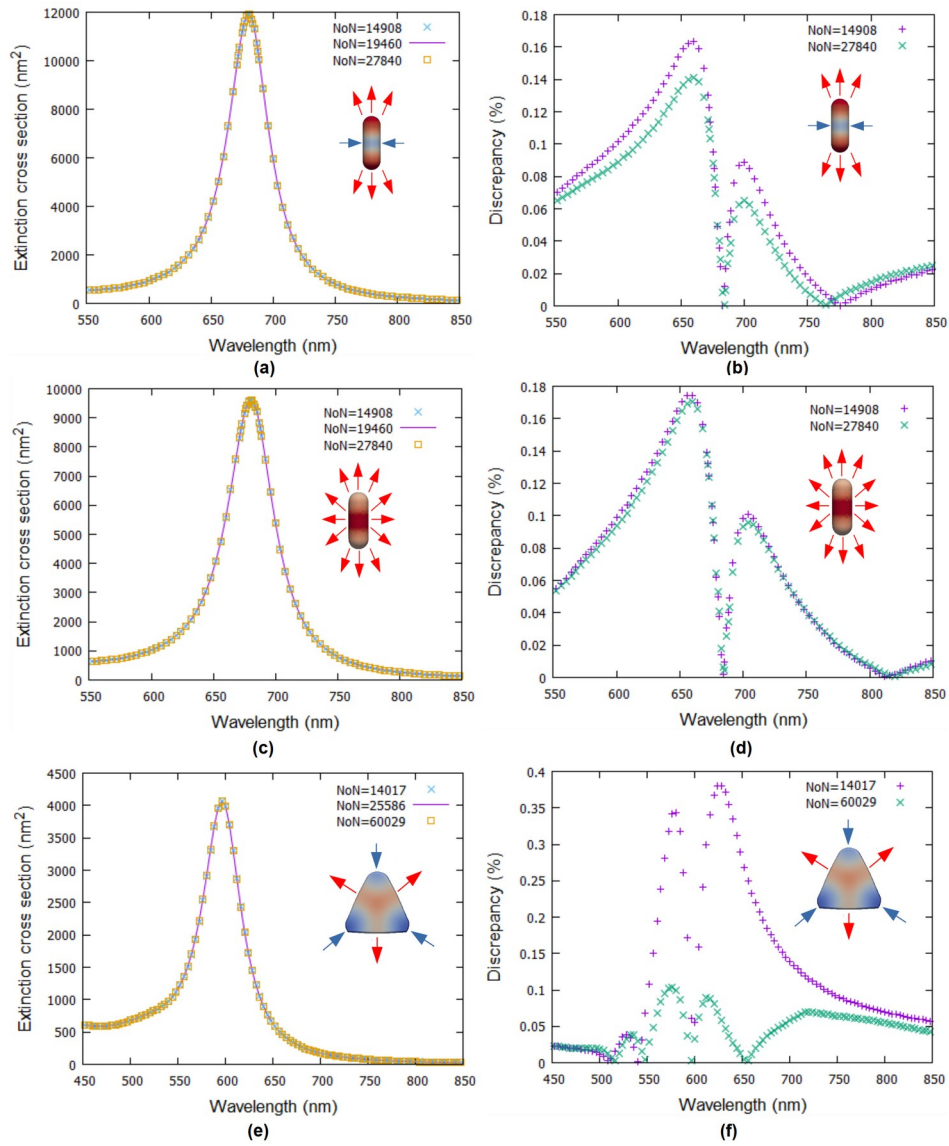 Extinction cross section (nm²)
12000
10000
8000
6000
4000
2000
0
NoN=14908
NoN=19460
NoN=27840
550 600 650 700 750 800 850
Wavelength (nm)
(a)
Discrepancy (%)
0.18
0.16
0.14
0.12
0.1
0.08
0.06
0.04
0.02
0
NoN=14908
NoN=27840
550 600 650 700 750 800 850
Wavelength (nm)
(b)
Extinction cross section (nm²)
10000
9000
8000
7000
6000
5000
4000
3000
2000
1000
0
NoN=14908
NoN=19460
NoN=27840
550 600 650 700 750 800 850
Wavelength (nm)
(c)
Discrepancy (%)
0.18
0.16
0.14
0.12
0.1
0.08
0.06
0.04
0.02
0
NoN=14908
NoN=27840
550 600 650 700 750 800 850
Wavelength (nm)
(d)
Extinction cross section (nm²)
4500
4000
3500
3000
2500
2000
1500
1000
500
0
NoN=14017
NoN=25586
NoN=60029
450 500 550 600 650 700 750 800 850
Wavelength (nm)
(e)
Discrepancy (%)
0.4
0.35
0.3
0.25
0.2
0.15
0.1
0.05
0
NoN=14017
NoN=60029
450 500 550 600 650 700 750 800 850
Wavelength (nm)
(f)